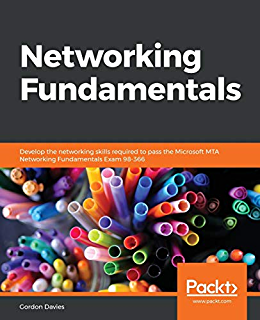 Networking
Fundamentals
Develop the networking skills required to pass the Microsoft MTA
Networking Fundamentals Exam 98-366
Gordon Davies
Packt>
www.packt.com